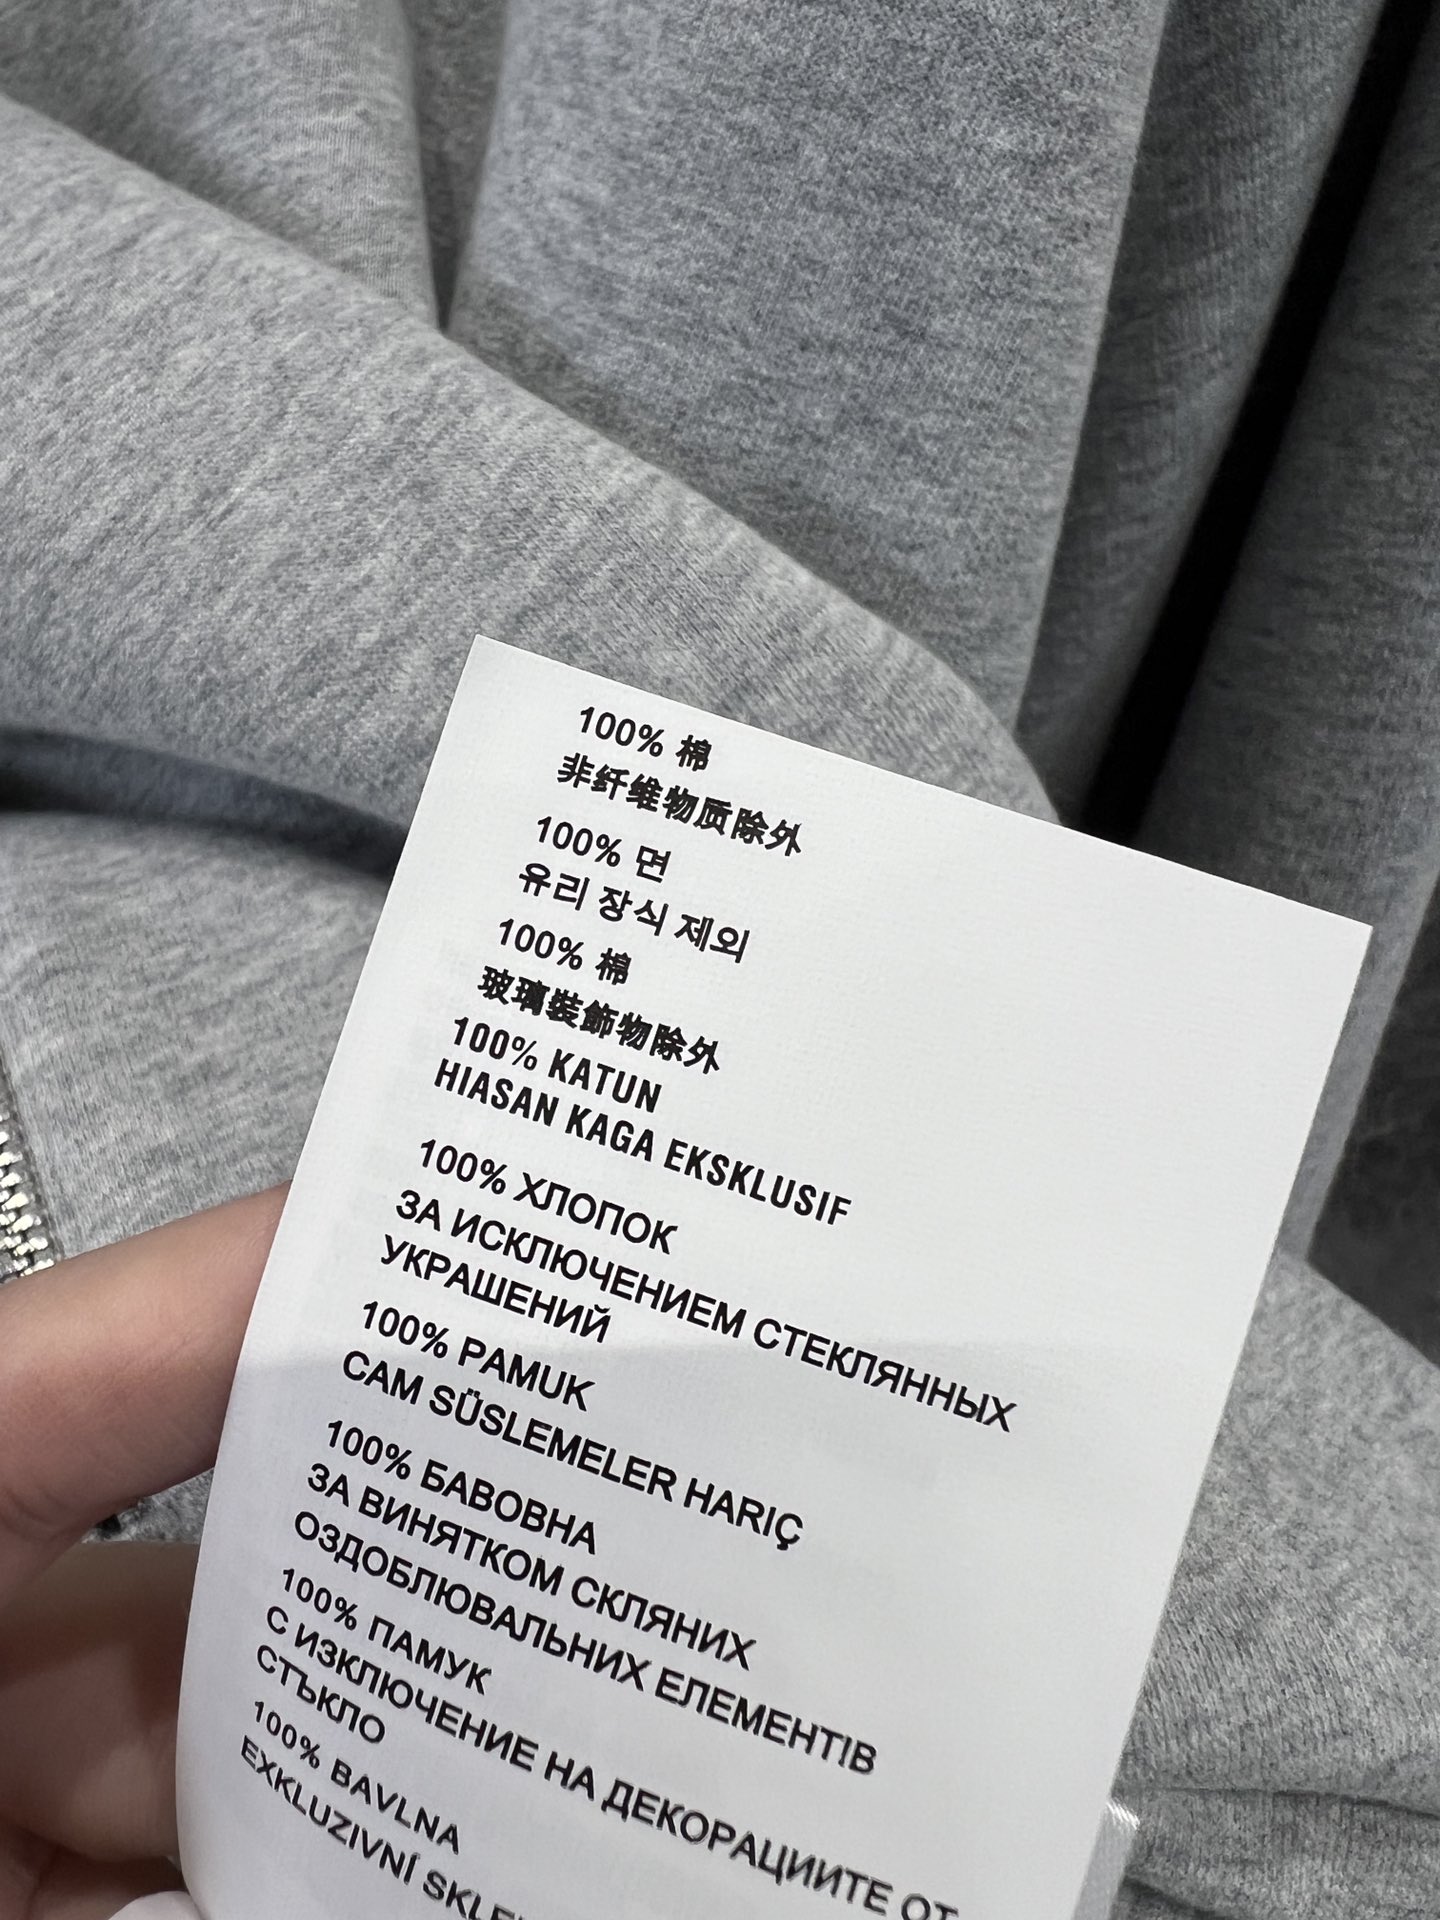 100% 棉
非纤维物质除外
100% 면
유리 장식 제외
100% 棉
玻璃裝飾物除外
100% KATUN
HIASAN KAGA EKSKLUSIF
100% ХЛОПОК
ЗА ИСКЛЮЧЕНИЕМ СТЕКЛЯННЫХ
УКРАШЕНИЙ
100% PAMUK
CAM SÜSLEMELER HARIÇ
100% БАВОВНА
ЗА ВИНЯТКОМ СКЛЯНИХ
ОЗДОБЛЮВАЛЬНИХ ЕЛЕМЕНТІВ
100% ПАМУК
С ИЗКЛЮЧЕНИЕ НА ДЕКОРАЦИИТЕ ОТ
СТЪКЛО
100% BAVLNA
EXKLUZIVNÍ